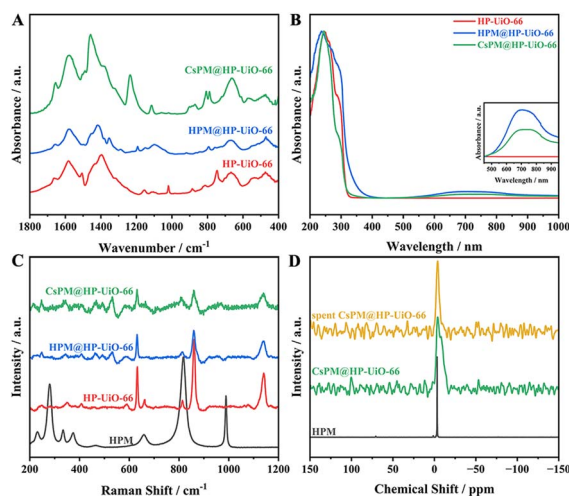 A
CsPM@HP-UiO-66
HPM@HP-UiO-66
HP-UiO-66
Absorbance / a.u.
1800 1600 1400 1200 1000 800 600 400
Wavenumber / cm-1
B
HP-UiO-66
HPM@HP-UiO-66
CsPM@HP-UiO-66
Absorbance / a.u.
Absorbance / a.u.
500 600 700 800 900
Wavelength / nm
200 300 400 500 600 700 800 900 1000
Wavelength / nm
C
CsPM@HP-UiO-66
HPM@HP-UiO-66
HP-UiO-66
HPM
Intensity / a.u.
200 400 600 800 1000 1200
Raman Shift / cm-1
D
spent CsPM@HP-UiO-66
CsPM@HP-UiO-66
HPM
Intensity / a.u.
150 100 50 0 -50 -100 -150
Chemical Shift / ppm